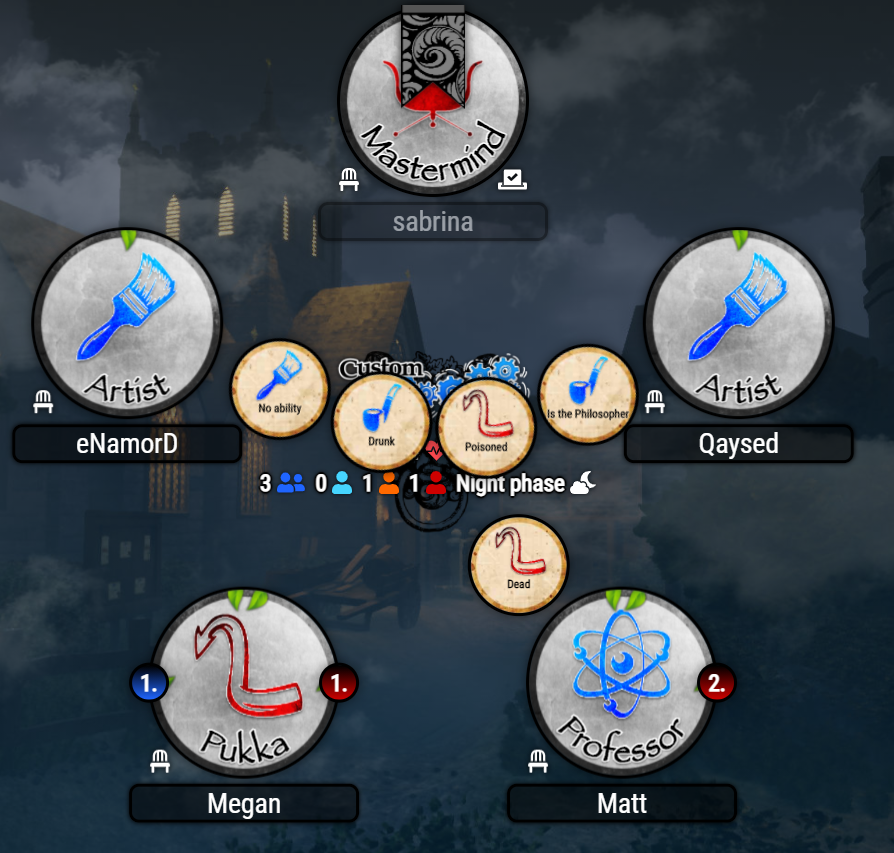 Mastermind
sabrina
Artist
eNamorD
Artist
Qaysed
No ability
Custom
Drunk
Poisoned
Is the Philosopher
3 0 1 1 Night phase
Dead
1.
Pukka
1.
Megan
Professor
2.
Matt